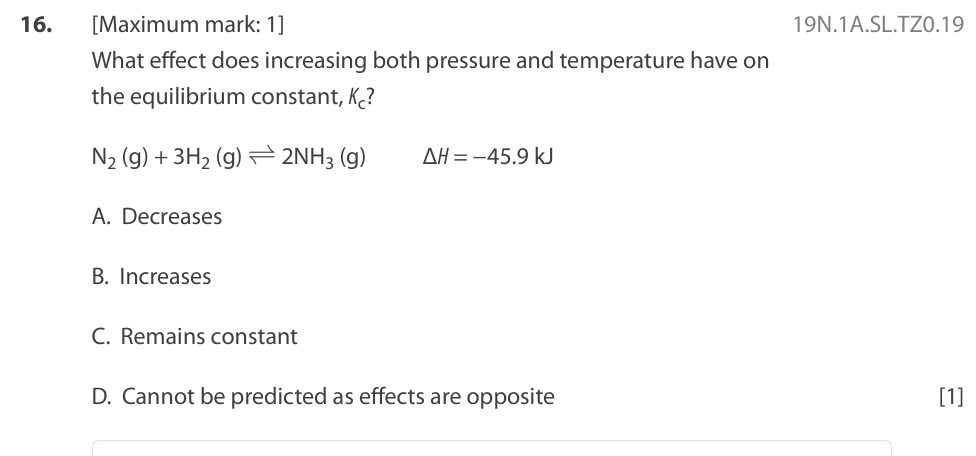 16. [Maximum mark: 1] 19N.1A.SL.TZ0.19
What effect does increasing both pressure and temperature have on
the equilibrium constant, Kc?
N₂ (g) + 3H₂ (g) ⇌ 2NH₃ (g) ΔH = −45.9 kJ
A. Decreases
B. Increases
C. Remains constant
D. Cannot be predicted as effects are opposite [1]